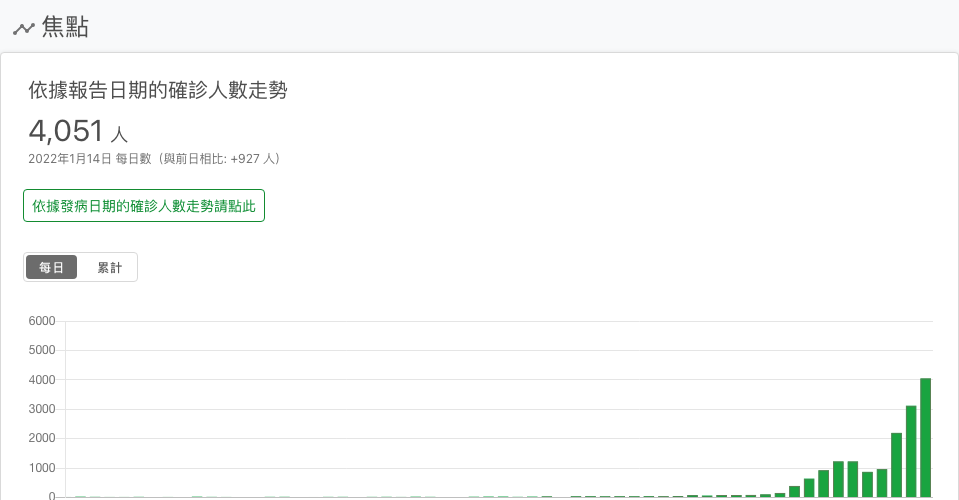 焦點
依據報告日期的確診人數走勢
4,051 人
2022年1月14日 每日數（與前日相比: +927 人）
依據發病日期的確診人數走勢請點此
每日 累計
6000
5000
4000
3000
2000
1000
0